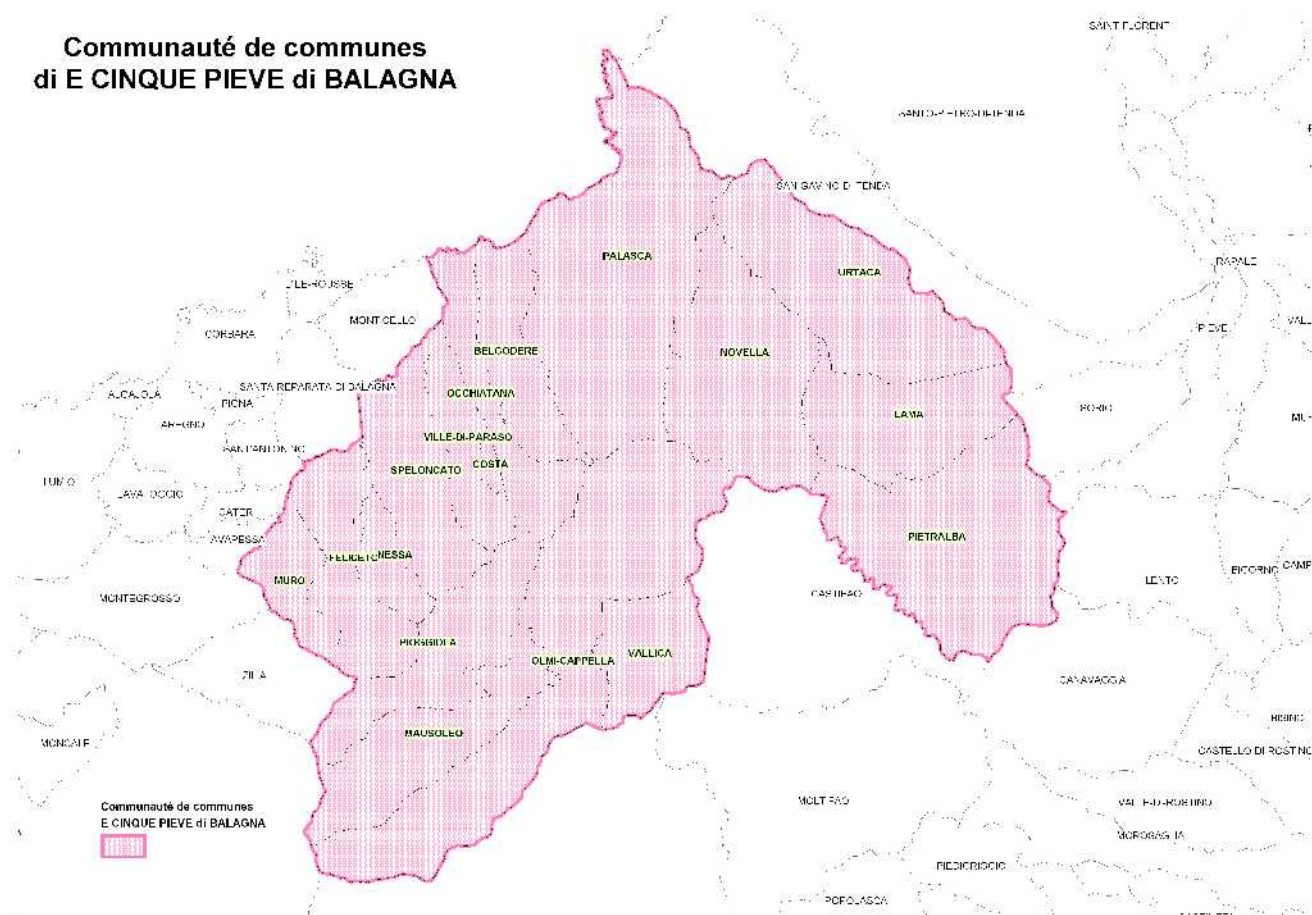 Communauté de communes
di E CINQUE PIEVE di BALAGNA
SAINT FLORENT
SANTO-PIETRO-DI-TENDA
SAN GAVINO DI TENDA
PALASCA
URTACA
RAPALE
L'ILE-ROUSSE
MONTICELLO
PIEVE
CORBARA
BELGODERE
NOVELLA
SANTA REPARATA DI BALAGNA
OCCHIATANA
PIGNA
AREGNO
LAMA
SORIO
VILLE-DI-PARASO
SANT'ANTONINO
COSTA
SPELONCATO
LUMIO
LAVATOGGIO
CATERI
AVAPESSA
PIETRALBA
FELICETO
NESSA
MURO
LENTO
BIGORNO
CAMP
MONTEGROSSO
CASTIFAO
PIOGGIOLA
VALLICA
OLMI-CAPPELLA
ZILIA
CANAVAGGIA
BISINC
MAUSOLEO
MONCALE
CASTELLO DI ROSTINO
MOLTIFAO
VALLE-DI-ROSTINO
Communauté de communes
E CINQUE PIEVE di BALAGNA
MOROSAGLIA
PIEDIGRIGGIO
POPOLASCA